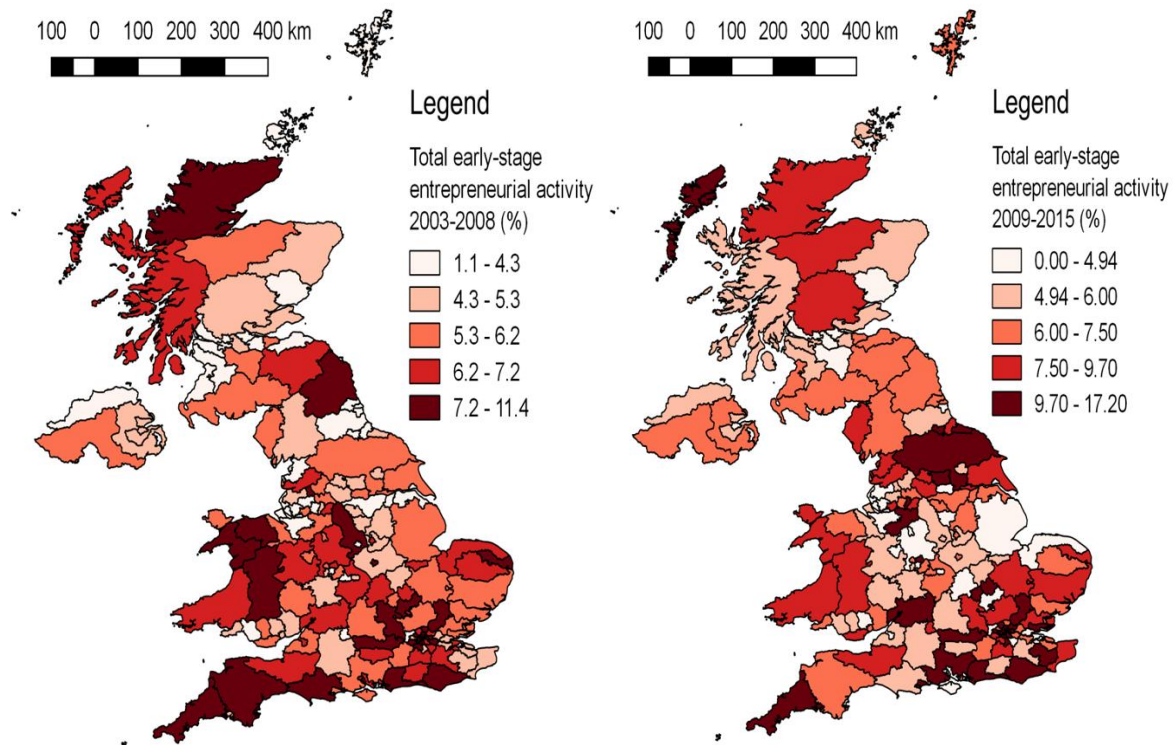 100 0 100 200 300 400 km
Legend
Total early-stage
entrepreneurial activity
2003-2008 (%)
1.1 - 4.3
4.3 - 5.3
5.3 - 6.2
6.2 - 7.2
7.2 - 11.4
100 0 100 200 300 400 km
Legend
Total early-stage
entrepreneurial activity
2009-2015 (%)
0.00 - 4.94
4.94 - 6.00
6.00 - 7.50
7.50 - 9.70
9.70 - 17.20